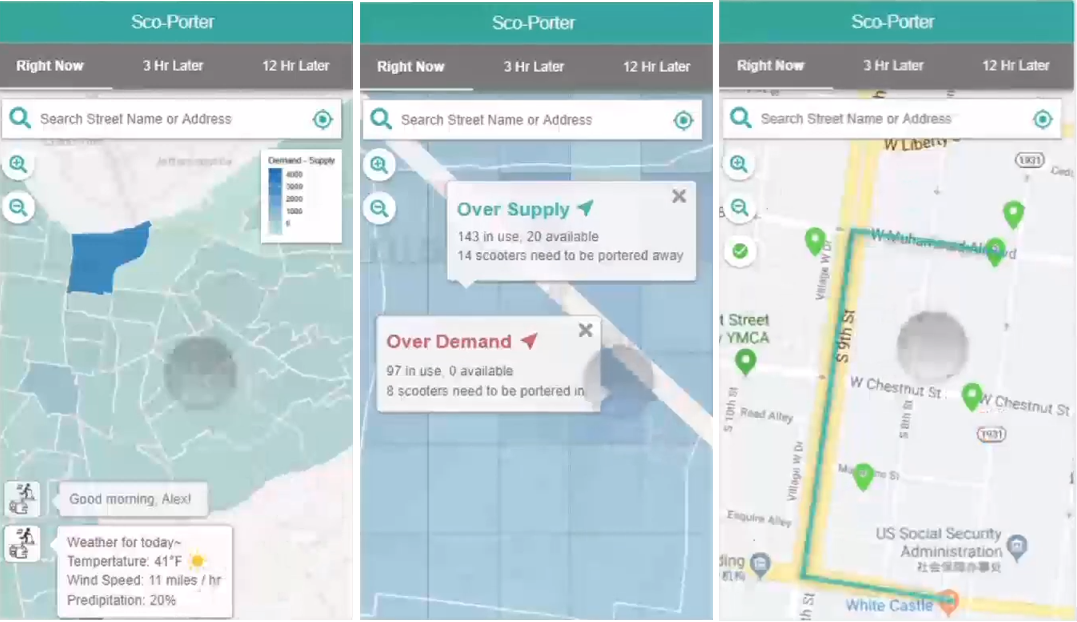 Sco-Porter
Right Now
3 Hr Later
12 Hr Later
Search Street Name or Address
Demand - Supply
4000
3000
2000
1000
0
Good morning, Alex!
Weather for today~
Tempertature: 41°F
Wind Speed: 11 miles / hr
Predipitation: 20%
Sco-Porter
Right Now
3 Hr Later
12 Hr Later
Search Street Name or Address
Over Supply
143 in use, 20 available
14 scooters need to be portered away
Over Demand
97 in use, 0 available
8 scooters need to be portered in
Sco-Porter
Right Now
3 Hr Later
12 Hr Later
Search Street Name or Address
W Liberty
1931
W Muhammad Ali
Village W Dr
t Street
YMCA
S 9th St
W Chestnut St
W Chestnut St
S 10th St
Read Alley
S 8th St
1931
Village W Dr
Esquire Alley
US Social Security
Administration
社会保障办事处
ding
机构
White Castle
th St